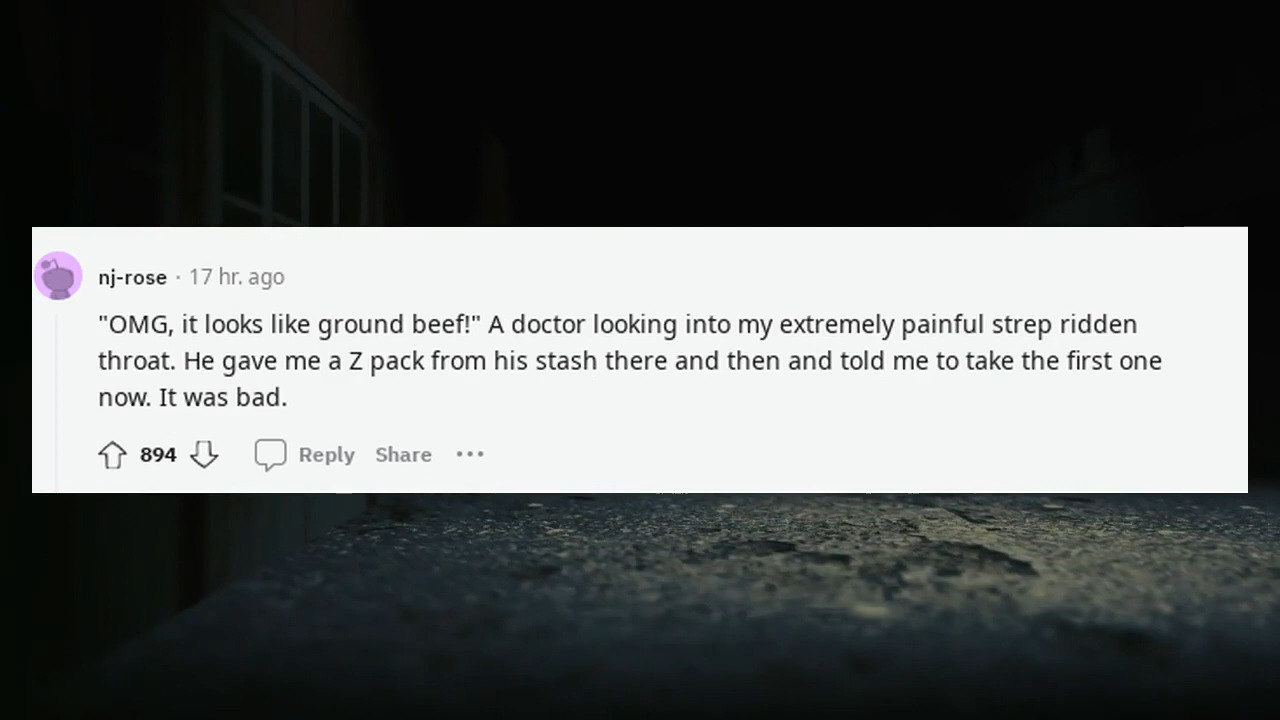 nj-rose · 17 hr. ago
"OMG, it looks like ground beef!" A doctor looking into my extremely painful strep ridden
throat. He gave me a Z pack from his stash there and then and told me to take the first one
now. It was bad.
894 Reply Share ···